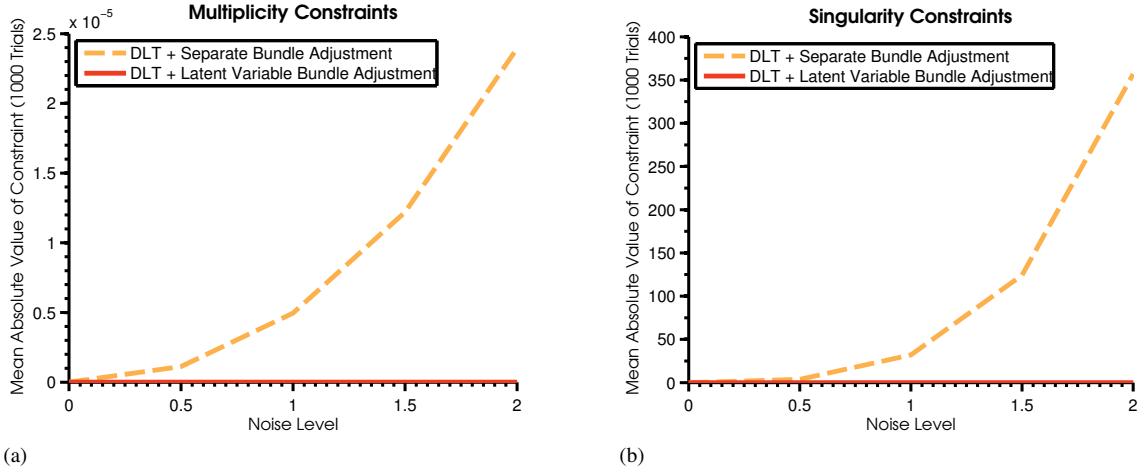 Multiplicity Constraints
x 10⁻⁵
2.5
2
1.5
1
0.5
0
DLT + Separate Bundle Adjustment
DLT + Latent Variable Bundle Adjustment
Mean Absolute Value of Constraint (1000 Trials)
0
0.5
1
1.5
2
Noise Level
(a)
Singularity Constraints
400
350
300
250
200
150
100
50
0
DLT + Separate Bundle Adjustment
DLT + Latent Variable Bundle Adjustment
Mean Absolute Value of Constraint (1000 Trials)
0
0.5
1
1.5
2
Noise Level
(b)